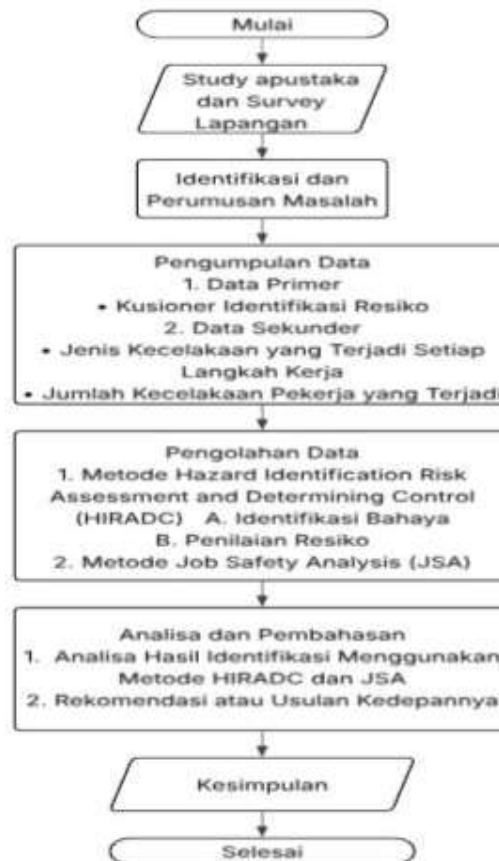 Mulai
Study apustaka
dan Survey
Lapangan
Identifikasi dan
Perumusan Masalah
Pengumpulan Data
1. Data Primer
• Kusioner Identifikasi Resiko
2. Data Sekunder
• Jenis Kecelakaan yang Terjadi Setiap
Langkah Kerja
• Jumlah Kecelakaan Pekerja yang Terjadi
Pengolahan Data
1. Metode Hazard Identification Risk
Assessment and Determining Control
(HIRADC) A. Identifikasi Bahaya
B. Penilaian Resiko
2. Metode Job Safety Analysis (JSA)
Analisa dan Pembahasan
1. Analisa Hasil Identifikasi Menggunakan
Metode HIRADC dan JSA
2. Rekomendasi atau Usulan Kedepannya
Kesimpulan
Selesai